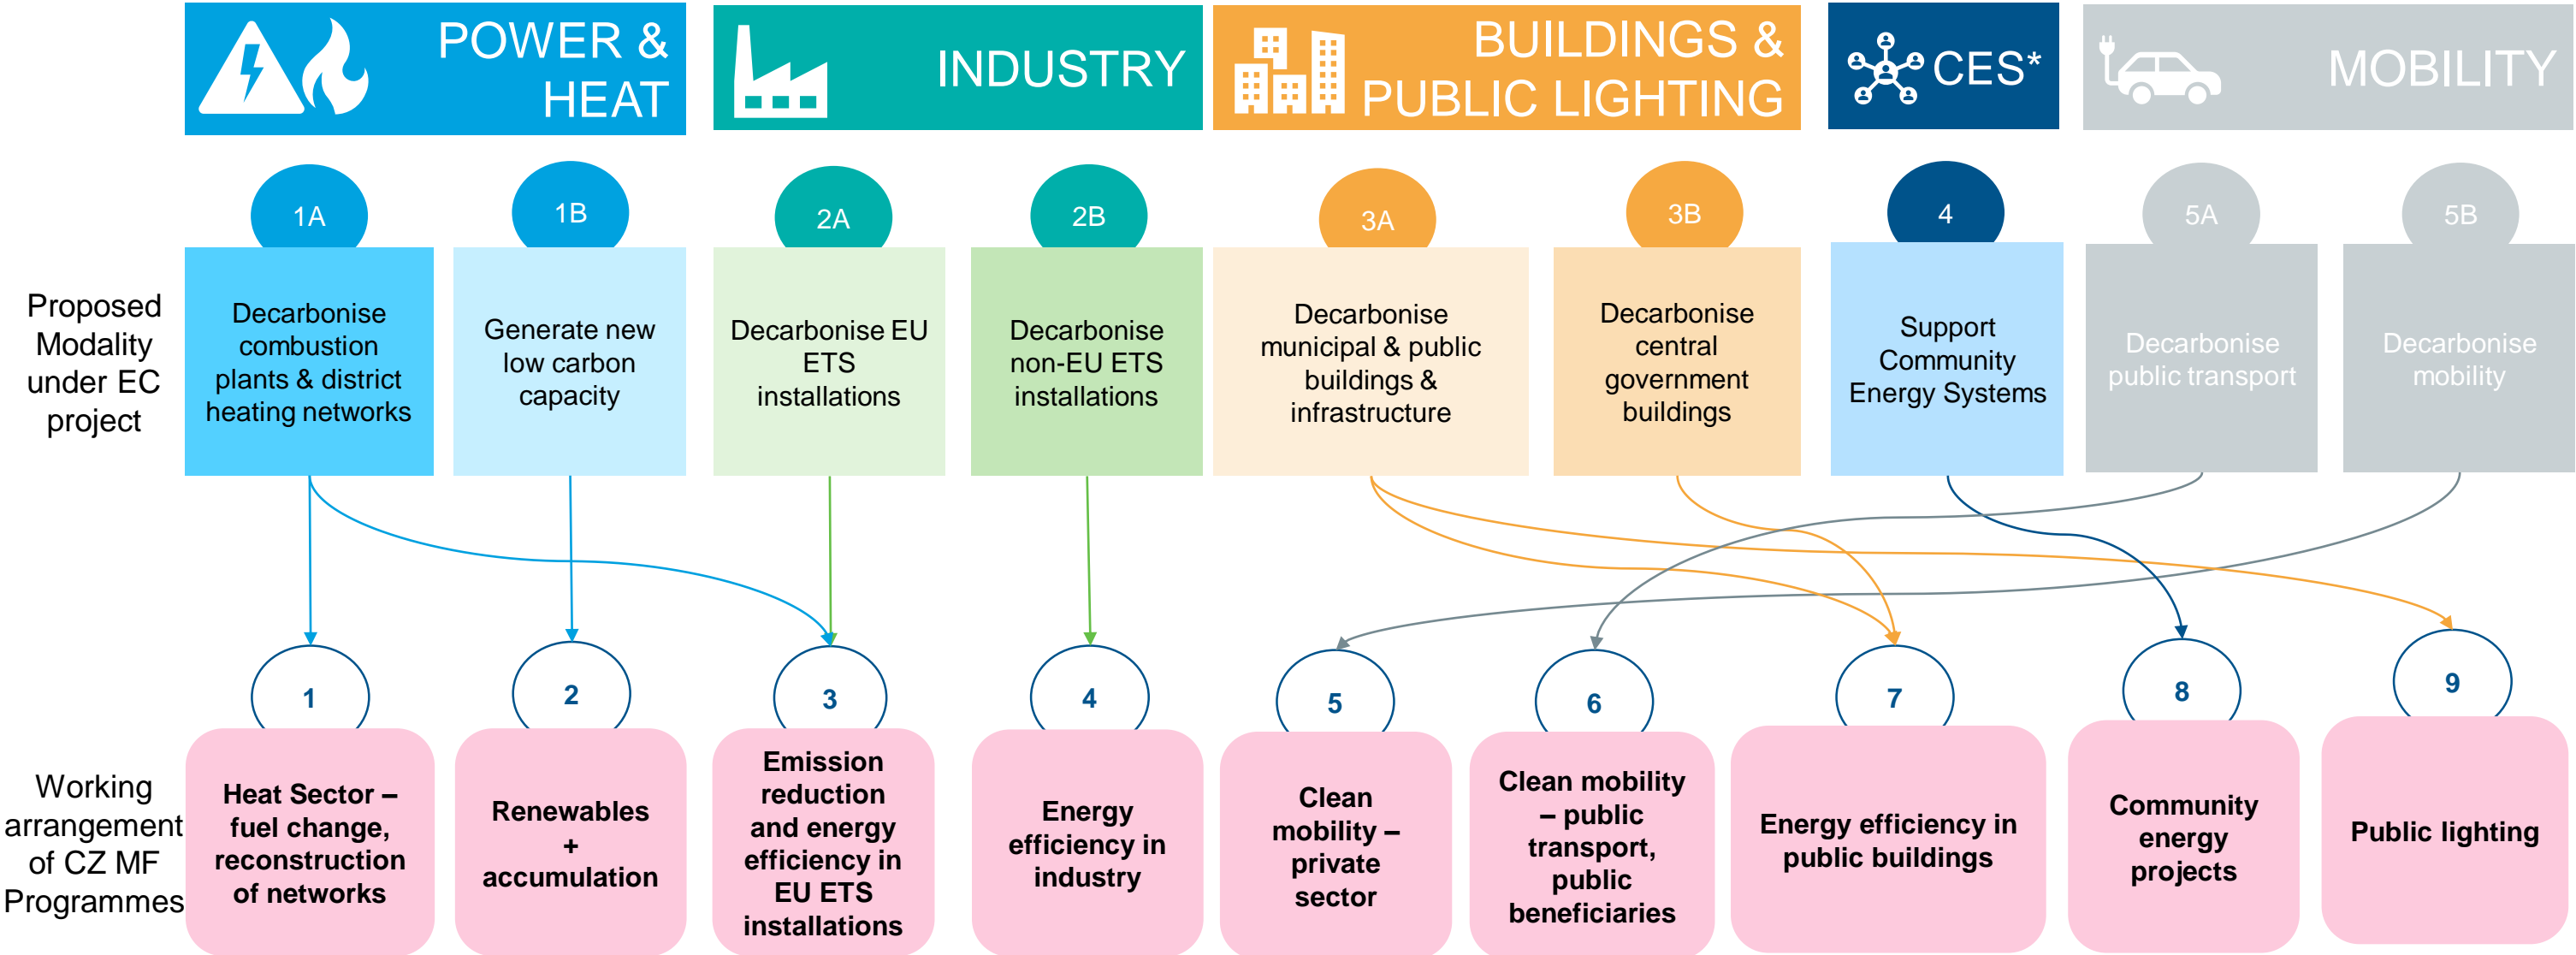 POWER &
HEAT
INDUSTRY
BUILDINGS &
PUBLIC LIGHTING
CES*
MOBILITY
1A
1B
2A
2B
3A
3B
4
5A
5B
Proposed
Modality
under EC
project
Decarbonise
combustion
plants & district
heating networks
Generate new
low carbon
capacity
Decarbonise EU
ETS
installations
Decarbonise
non-EU ETS
installations
Decarbonise
municipal & public
buildings &
infrastructure
Decarbonise
central
government
buildings
Support
Community
Energy Systems
Decarbonise
public transport
Decarbonise
mobility
1
2
3
4
5
6
7
8
9
Working
arrangement
of CZ MF
Programmes
Heat Sector –
fuel change,
reconstruction
of networks
Renewables
+
accumulation
Emission
reduction
and energy
efficiency in
EU ETS
installations
Energy
efficiency in
industry
Clean
mobility –
private
sector
Clean mobility
– public
transport,
public
beneficiaries
Energy efficiency in
public buildings
Community
energy
projects
Public lighting